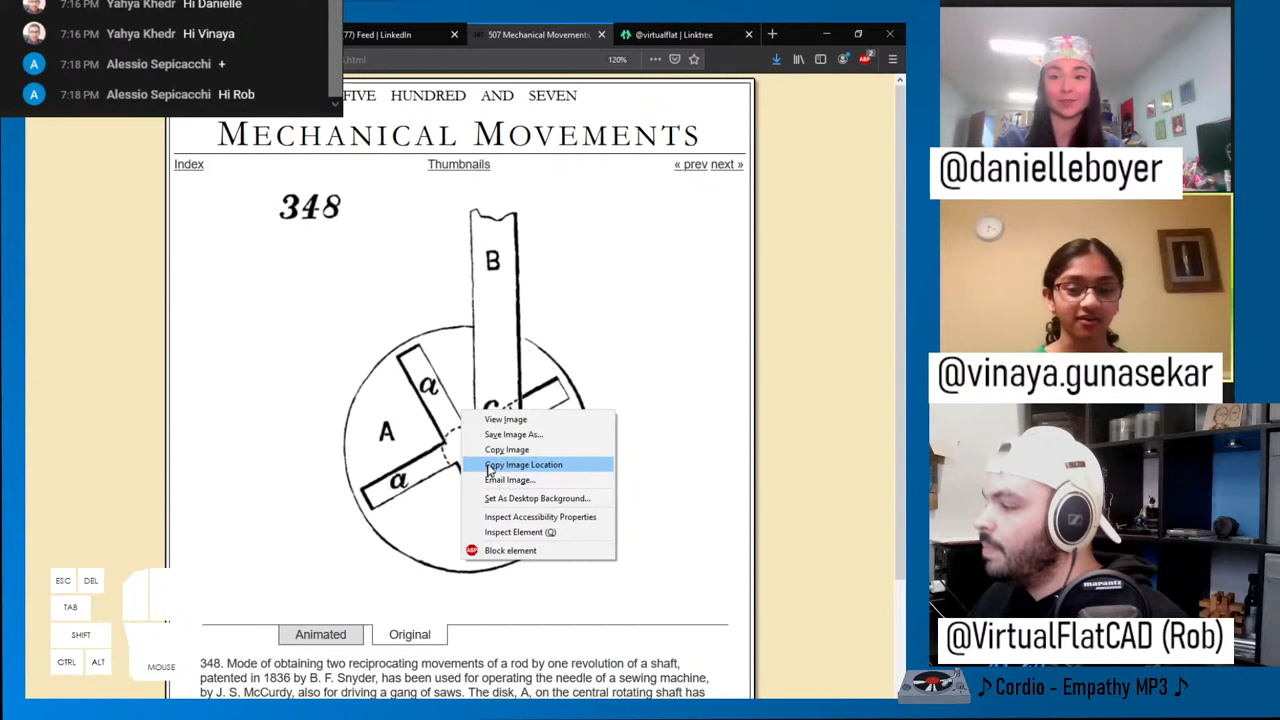 Yahya Khedr Hi Danielle
7:16 PM Yahya Khedr Hi Vinaya
A 7:18 PM Alessio Sepicacchi +
A 7:18 PM Alessio Sepicacchi Hi Rob
77) Feed | LinkedIn
507 Mechanical Movements
@virtualflat | Linktree
.html
120%
ABP 2
FIVE HUNDRED AND SEVEN
MECHANICAL MOVEMENTS
Index Thumbnails « prev next »
348
B
a
A
a
View Image
Save Image As...
Copy Image
Copy Image Location
Email Image...
Set As Desktop Background...
Inspect Accessibility Properties
Inspect Element (Q)
ABP Block element
Animated Original
348. Mode of obtaining two reciprocating movements of a rod by one revolution of a shaft,
patented in 1836 by B. F. Snyder, has been used for operating the needle of a sewing machine,
by J. S. McCurdy, also for driving a gang of saws. The disk, A, on the central rotating shaft has
ESC DEL
TAB
SHIFT
CTRL ALT
MOUSE
@danielleboyer
@vinaya.gunasekar
marantz
@VirtualFlatCAD (Rob)
♪ Cordio - Empathy MP3 ♪